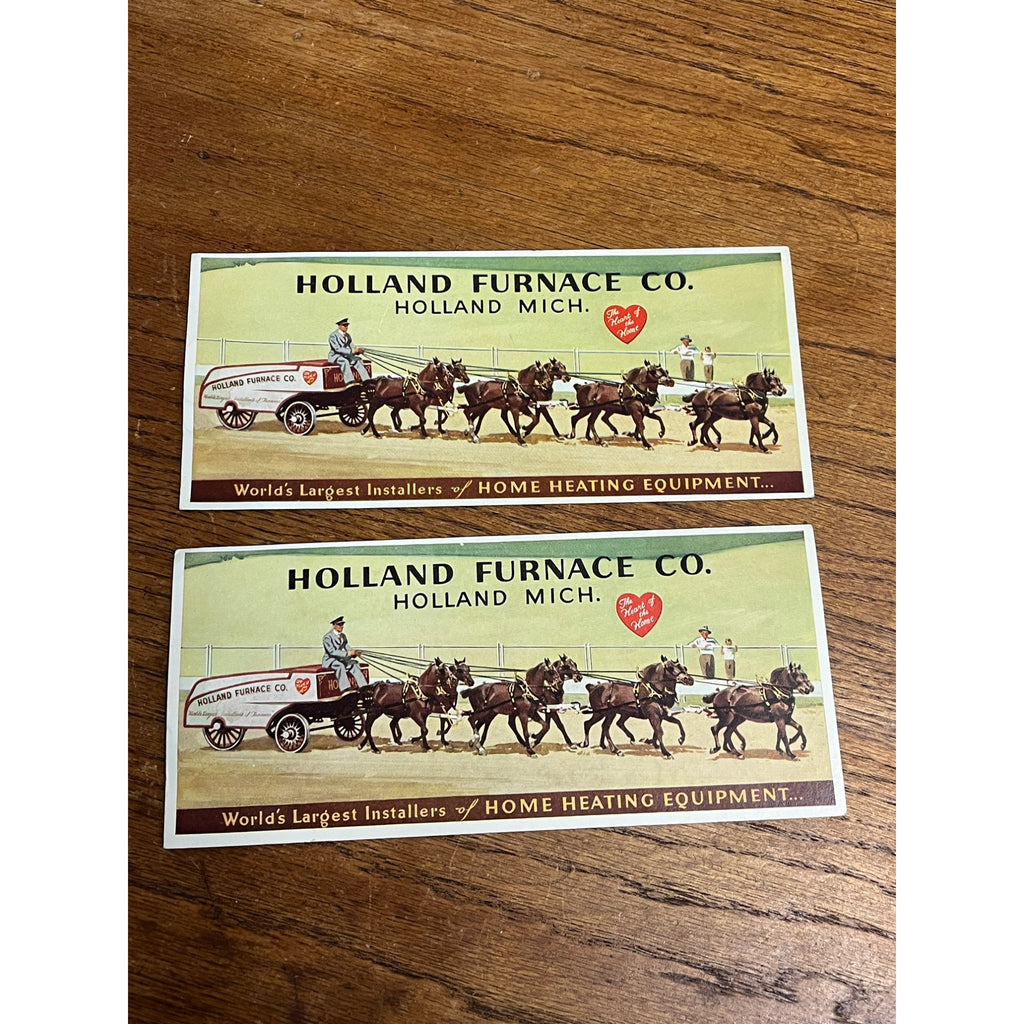 HOLLAND FURNACE CO.
HOLLAND MICH.
The
Heart of
the
Home
HOLLAND FURNACE CO.
HO
World's Largest Installers of HOME HEATING EQUIPMENT...
HOLLAND FURNACE CO.
HOLLAND MICH.
The
Heart of
the
Home
HOLLAND FURNACE CO.
HO
World's Largest Installers of HOME HEATING EQUIPMENT...